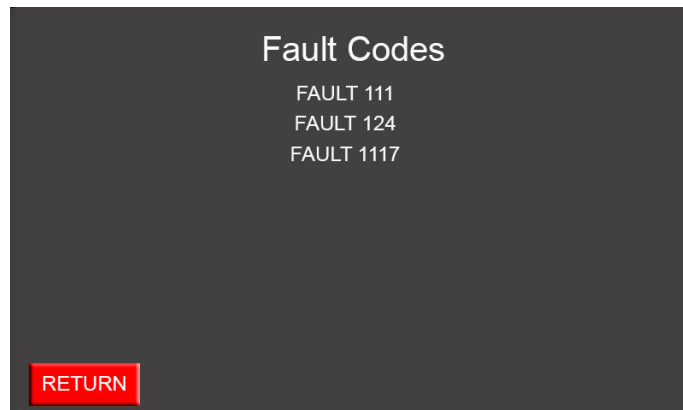 Fault Codes
FAULT 111
FAULT 124
FAULT 1117
RETURN